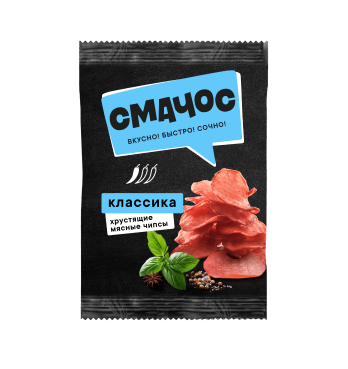 СМАЧОС
ВКУСНО! БЫСТРО! СОЧНО!
классика
хрустящие
мясные чипсы